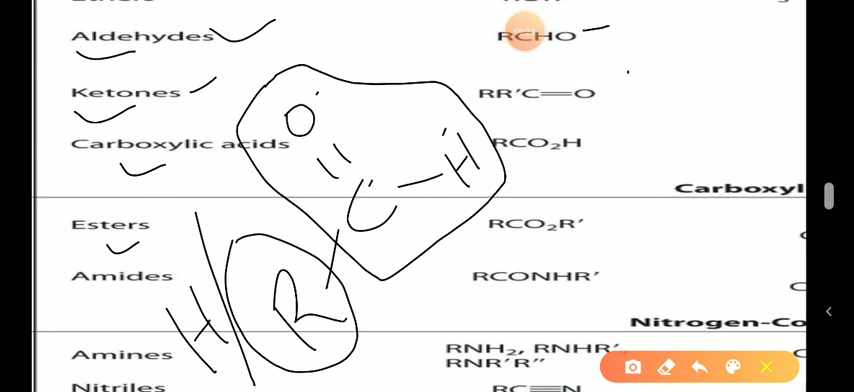 Aldehydes RCHO
Ketones RR′C=O
O
Carboxylic acids RCO₂H
H
C
Carboxyl
Esters RCO₂R′
Amides RCONHR′
R
H
Nitrogen-Co
Amines RNH₂, RNHR′,
RNR′R″
Nitriles RC≡N